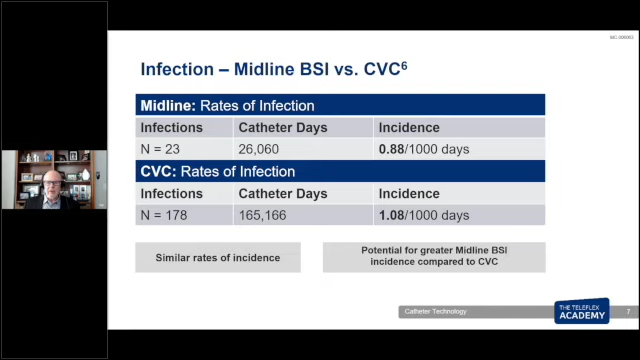 MC-006003
Infection – Midline BSI vs. CVC6
Midline: Rates of Infection
Infections Catheter Days Incidence
N = 23 26,060 0.88/1000 days
CVC: Rates of Infection
Infections Catheter Days Incidence
N = 178 165,166 1.08/1000 days
Similar rates of incidence
Potential for greater Midline BSI
incidence compared to CVC
Catheter Technology
THE TELEFLEX
ACADEMY
7